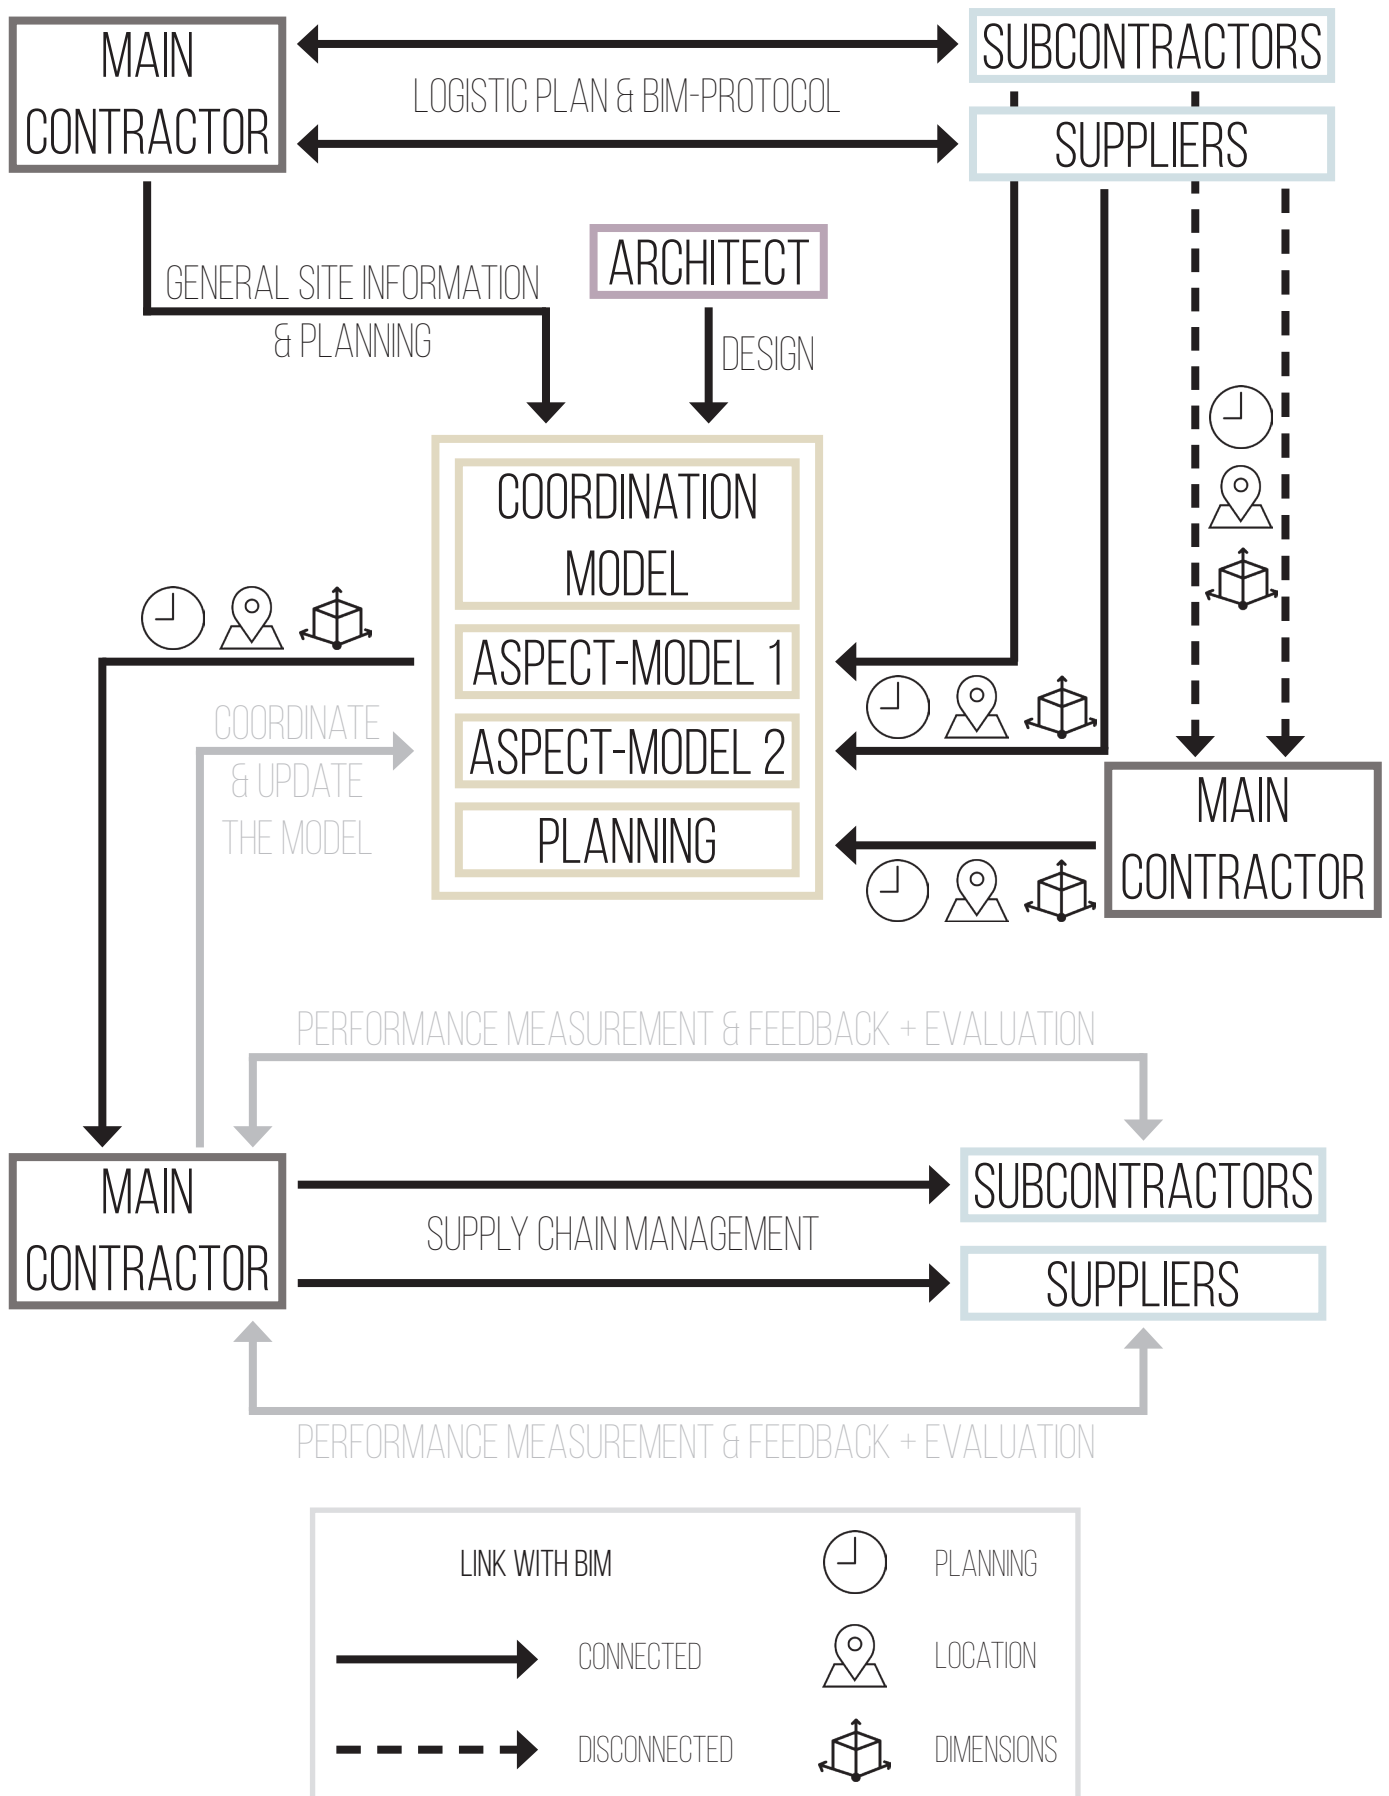 MAIN
CONTRACTOR
SUBCONTRACTORS
LOGISTIC PLAN & BIM-PROTOCOL
SUPPLIERS
ARCHITECT
GENERAL SITE INFORMATION
& PLANNING
DESIGN
COORDINATION
MODEL
ASPECT-MODEL 1
ASPECT-MODEL 2
PLANNING
COORDINATE
& UPDATE
THE MODEL
MAIN
CONTRACTOR
PERFORMANCE MEASUREMENT & FEEDBACK + EVALUATION
MAIN
CONTRACTOR
SUBCONTRACTORS
SUPPLY CHAIN MANAGEMENT
SUPPLIERS
PERFORMANCE MEASUREMENT & FEEDBACK + EVALUATION
LINK WITH BIM
PLANNING
CONNECTED
LOCATION
DISCONNECTED
DIMENSIONS